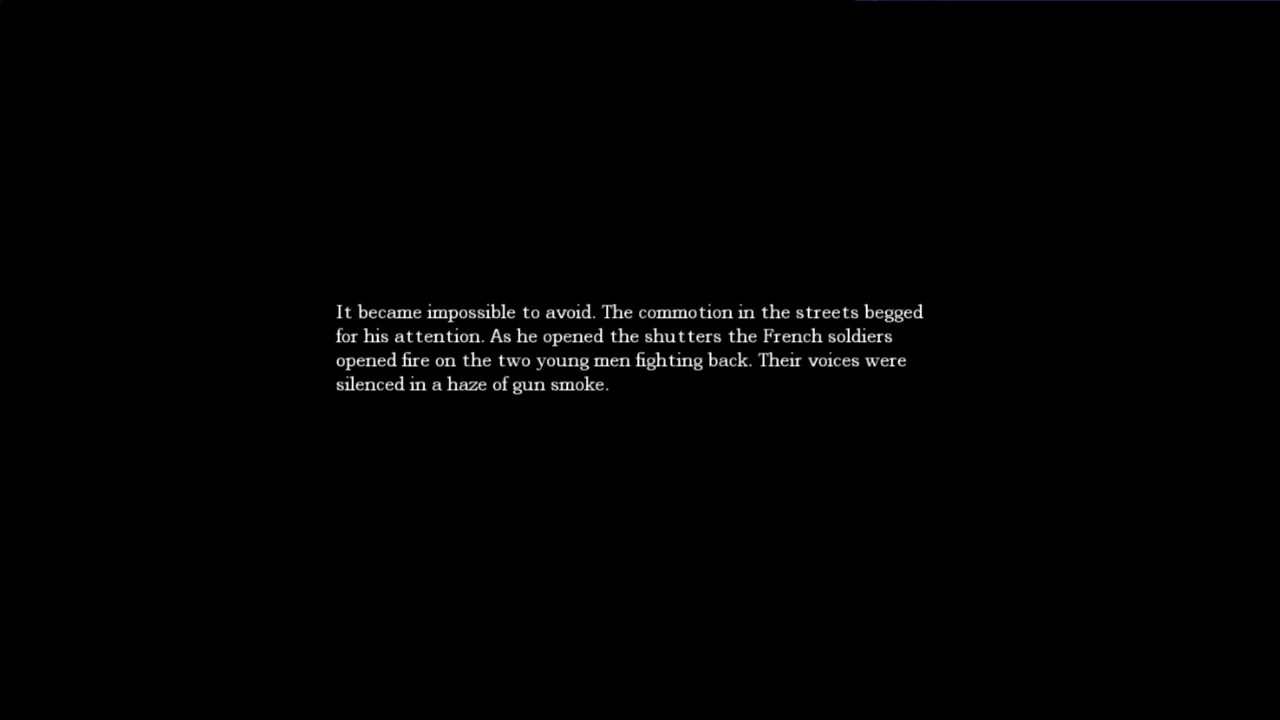 It became impossible to avoid. The commotion in the streets begged
for his attention. As he opened the shutters the French soldiers
opened fire on the two young men fighting back. Their voices were
silenced in a haze of gun smoke.